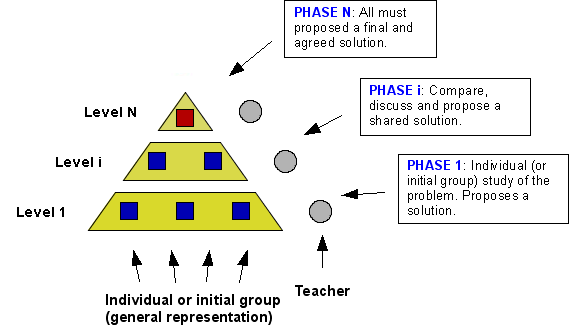 PHASE N: All must
proposed a final and
agreed solution.
PHASE i: Compare,
discuss and propose a
shared solution.
PHASE 1: Individual (or
initial group) study of the
problem. Proposes a
solution.
Level N
Level i
Level 1
Individual or initial group
(general representation)
Teacher